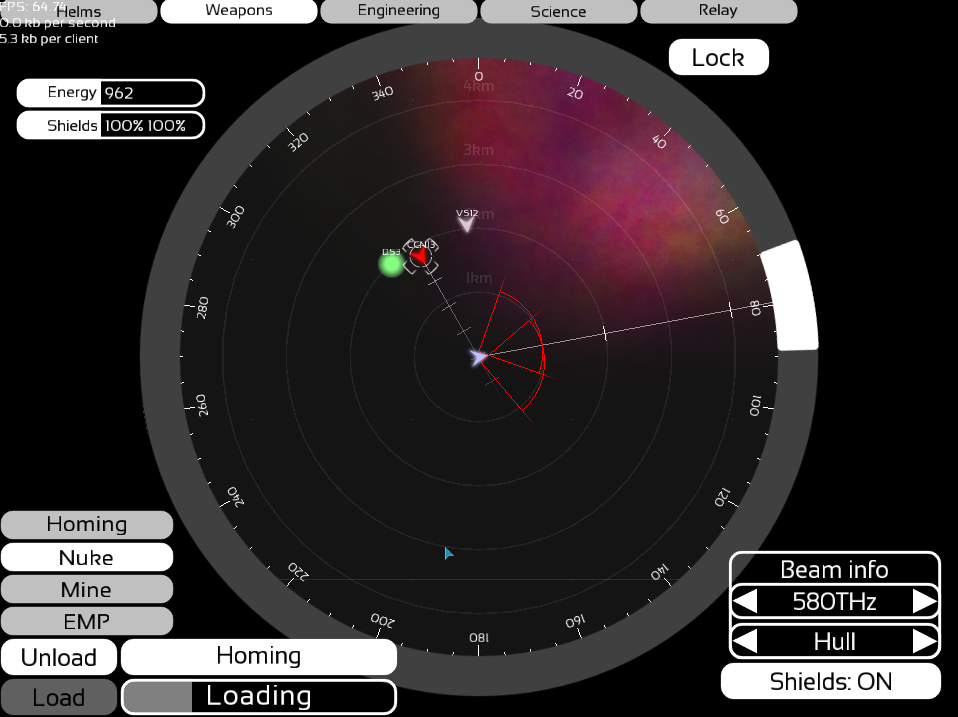 FPS: 64.74
Helms
Weapons
Engineering
Science
Relay
0.0 kb per second
5.3 kb per client
Lock
Energy 962
Shields 100% 100%
0
20
40
60
80
100
120
140
160
180
200
220
240
260
280
300
320
340
4km
3km
1km
VS12
DS3
CCN13
Homing
Nuke
Mine
EMP
Unload
Homing
Load
Loading
Beam info
580THz
Hull
Shields: ON